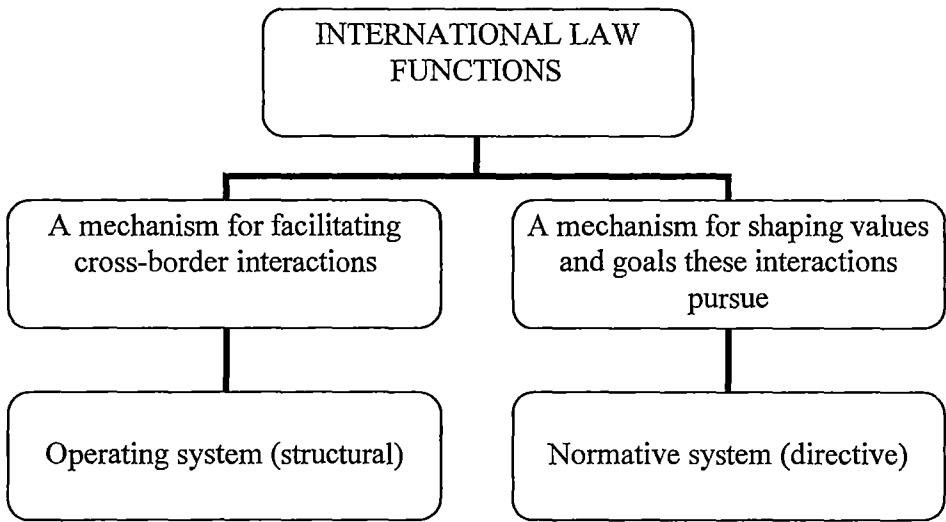 INTERNATIONAL LAW
FUNCTIONS
A mechanism for facilitating
cross-border interactions
A mechanism for shaping values
and goals these interactions
pursue
Operating system (structural)
Normative system (directive)